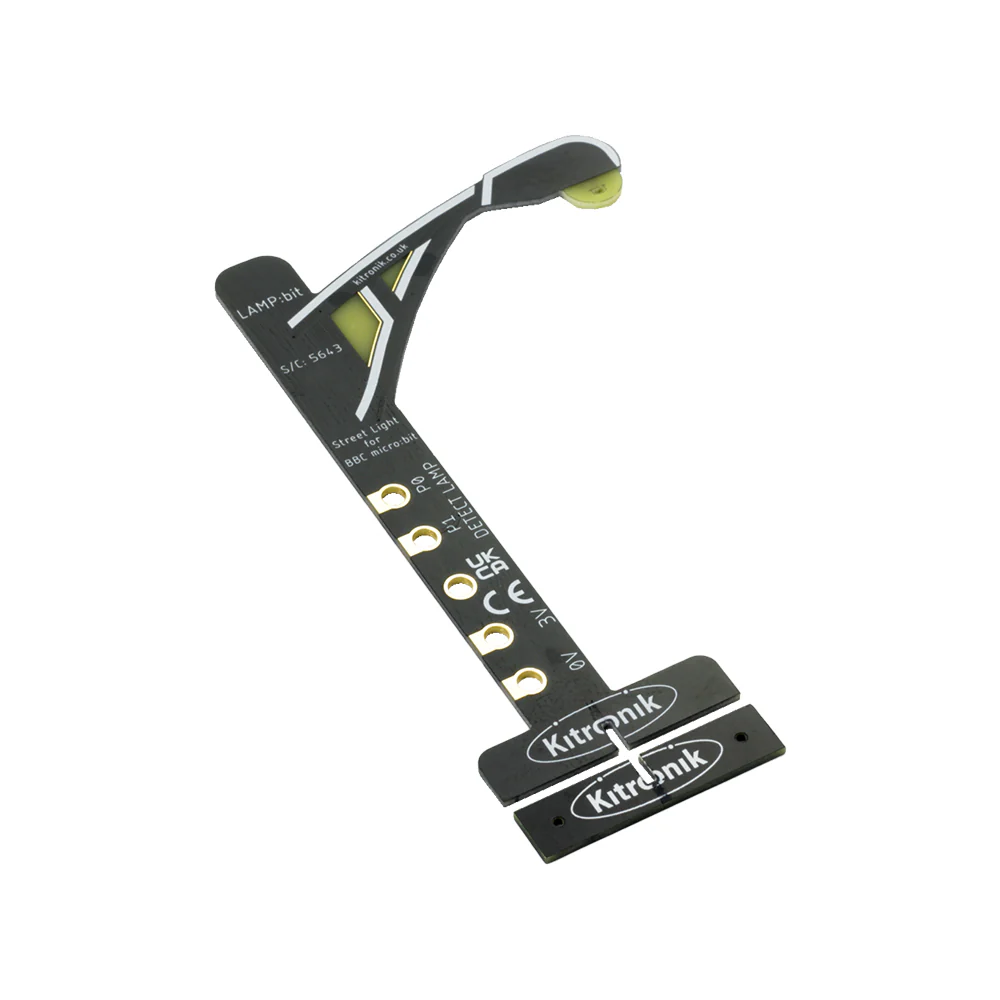 kitronik.co.uk
LAMP:bit
S/C: 5643
Street Light
for
BBC micro:bit
P0
P1
DETECT LAMP
UK
CA
CE
3V
0V
Kitronik
Kitronik